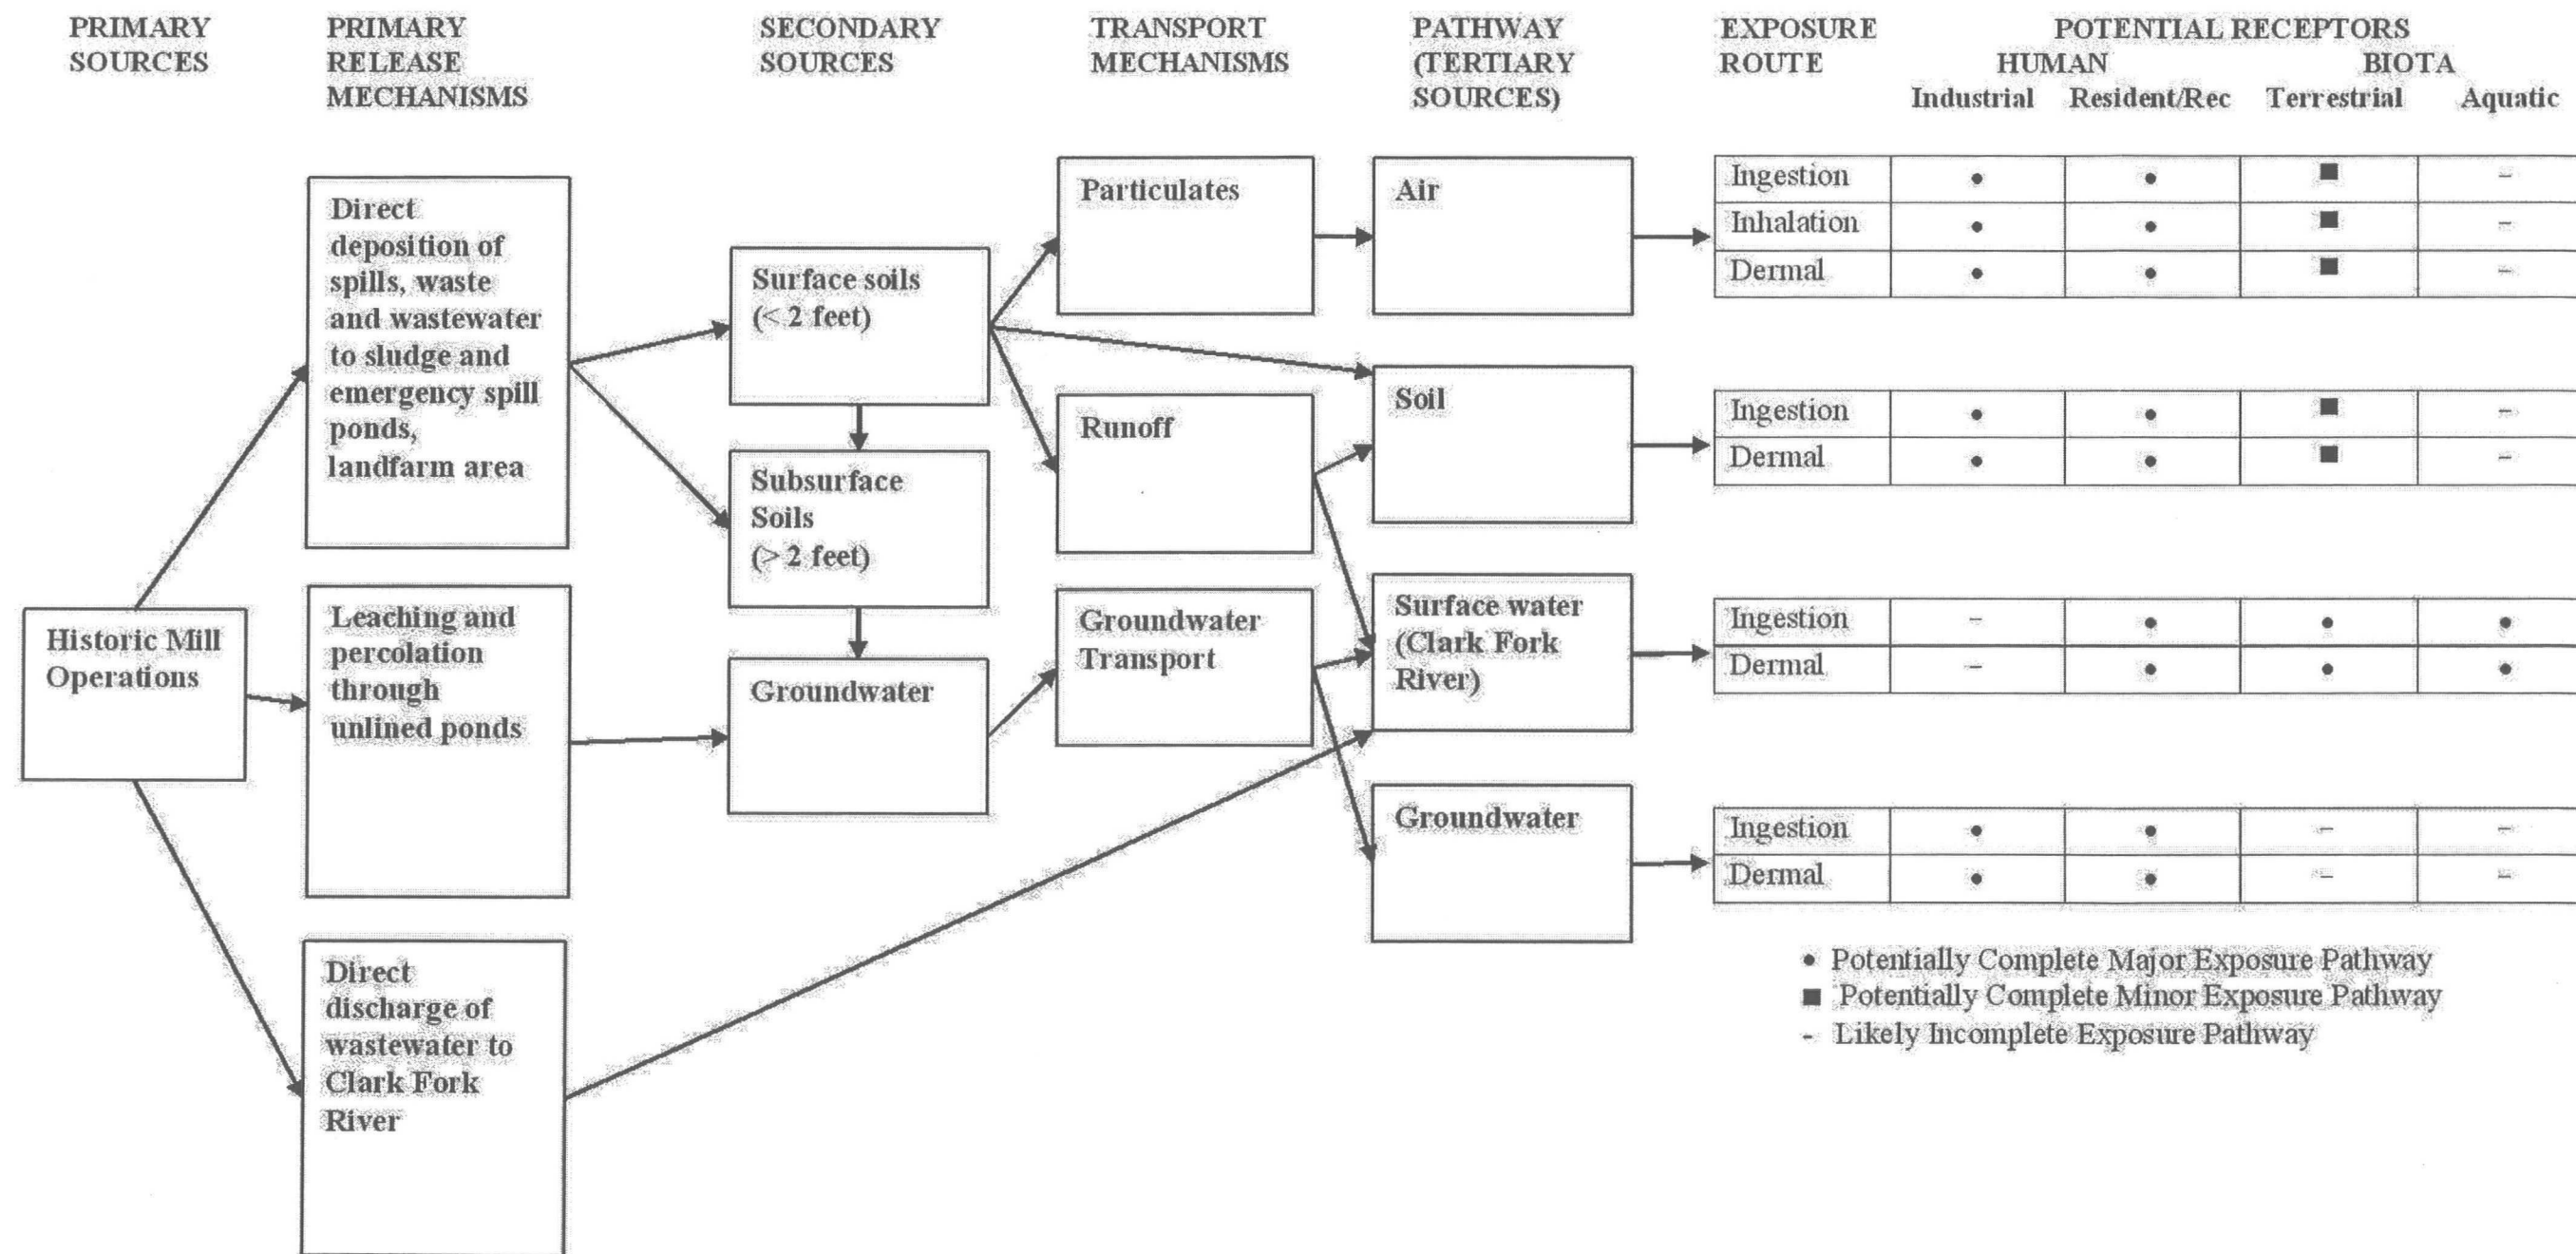 PRIMARY SOURCES
PRIMARY RELEASE MECHANISMS
SECONDARY SOURCES
TRANSPORT MECHANISMS
PATHWAY (TERTIARY SOURCES)
EXPOSURE ROUTE
POTENTIAL RECEPTORS
HUMAN BIOTA
Industrial Resident/Rec Terrestrial Aquatic
Historic Mill
Operations
Direct
deposition of
spills, waste
and wastewater
to sludge and
emergency spill
ponds,
landfarm area
Leaching and
percolation
through
unlined ponds
Direct
discharge of
wastewater to
Clark Fork
River
Surface soils
(< 2 feet)
Subsurface
Soils
(> 2 feet)
Groundwater
Particulates
Runoff
Groundwater
Transport
Air
Soil
Surface water
(Clark Fork
River)
Groundwater
Ingestion • • ■ -
Inhalation • • ■ -
Dermal • • ■ -
Ingestion • • ■ -
Dermal • • ■ -
Ingestion - • • •
Dermal - • • •
Ingestion • • - -
Dermal • • - -
• Potentially Complete Major Exposure Pathway
■ Potentially Complete Minor Exposure Pathway
- Likely Incomplete Exposure Pathway